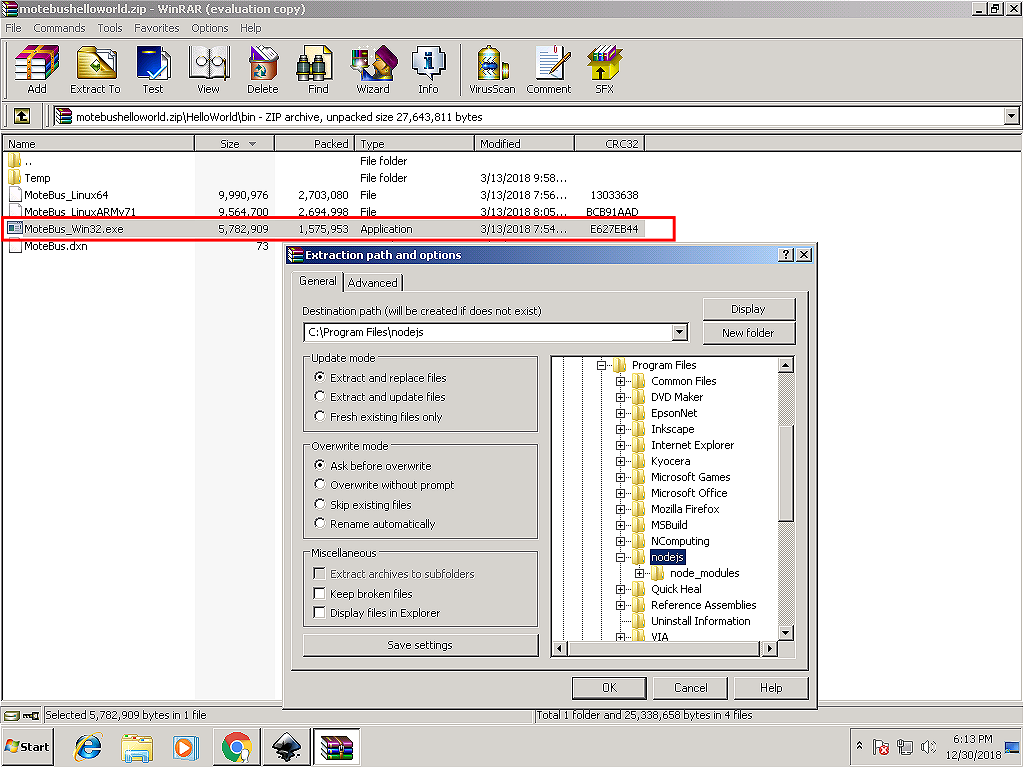 motebushelloworld.zip - WinRAR (evaluation copy)
File Commands Tools Favorites Options Help
Add Extract To Test View Delete Find Wizard Info VirusScan Comment SFX
motebushelloworld.zip\HelloWorld\bin - ZIP archive, unpacked size 27,643,811 bytes
Name Size Packed Type Modified CRC32
.. File folder
Temp File folder 3/13/2018 9:58...
MoteBus_Linux64 9,990,976 2,703,080 File 3/13/2018 7:56... 13033638
MoteBus_LinuxARMv71 9,564,700 2,694,998 File 3/13/2018 8:05... BCB91AAD
MoteBus_Win32.exe 5,782,909 1,575,953 Application 3/13/2018 7:54... E627EB44
MoteBus.dxn 73
Extraction path and options
General Advanced
Destination path (will be created if does not exist)
C:\Program Files\nodejs
Display
New folder
Update mode
Extract and replace files
Extract and update files
Fresh existing files only
Overwrite mode
Ask before overwrite
Overwrite without prompt
Skip existing files
Rename automatically
Miscellaneous
Extract archives to subfolders
Keep broken files
Display files in Explorer
Save settings
Program Files
Common Files
DVD Maker
EpsonNet
Inkscape
Internet Explorer
Kyocera
Microsoft Games
Microsoft Office
Mozilla Firefox
MSBuild
NComputing
nodejs
node_modules
Quick Heal
Reference Assemblies
Uninstall Information
VIA
OK Cancel Help
Selected 5,782,909 bytes in 1 file
Total 1 folder and 25,338,658 bytes in 4 files
Start
6:13 PM
12/30/2018